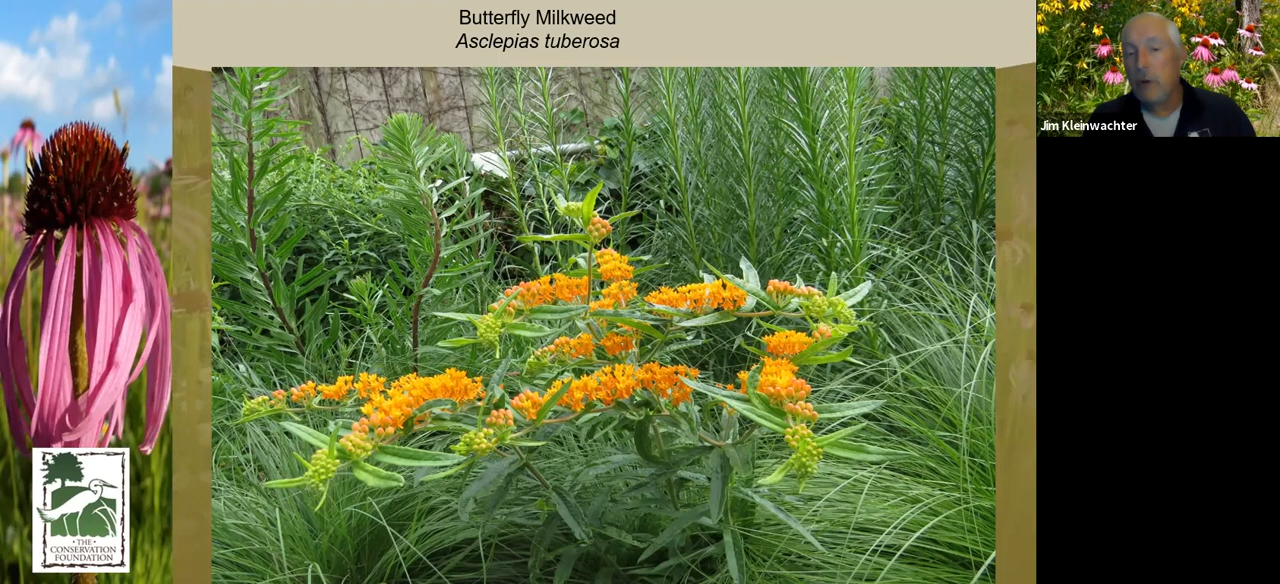 Butterfly Milkweed
Asclepias tuberosa
Jim Kleinwachter
• THE •
CONSERVATION
FOUNDATION